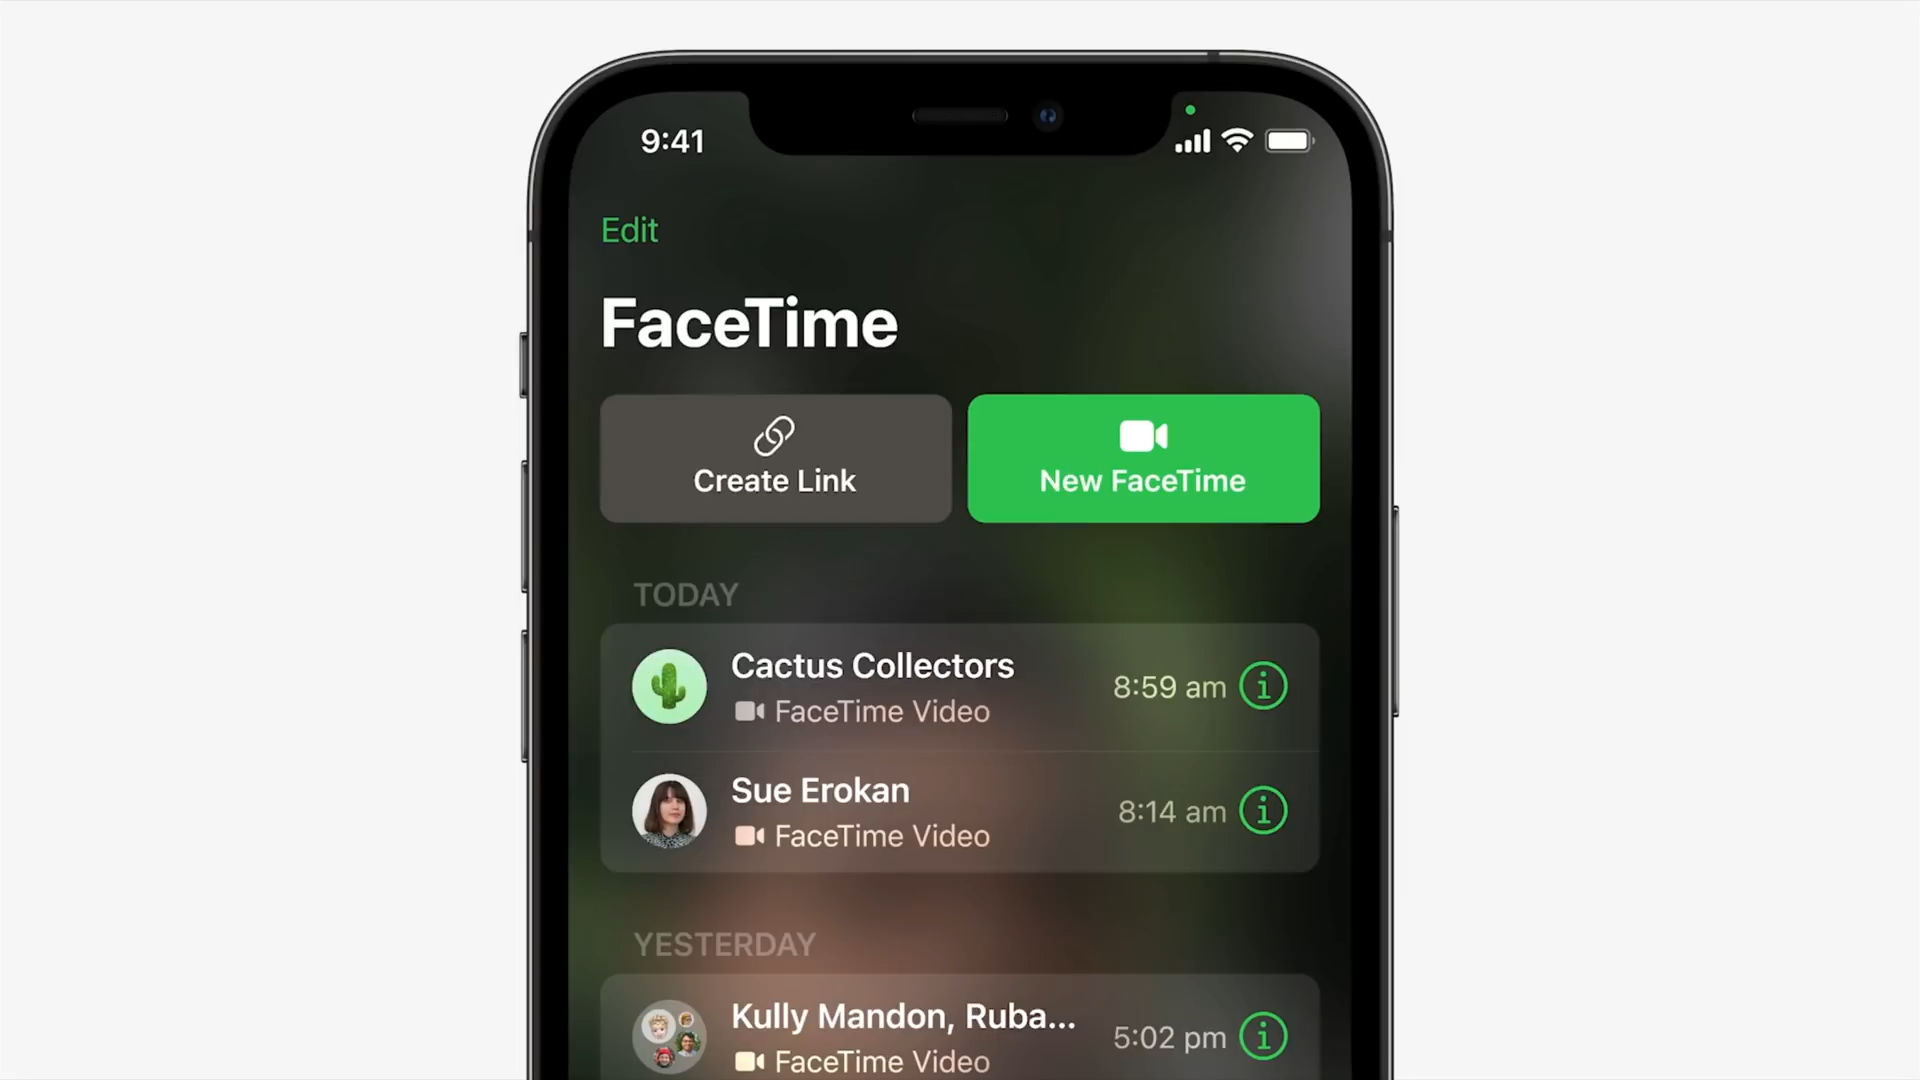 9:41
Edit
FaceTime
Create Link
New FaceTime
TODAY
Cactus Collectors
FaceTime Video
8:59 am
Sue Erokan
FaceTime Video
8:14 am
YESTERDAY
Kully Mandon, Ruba...
FaceTime Video
5:02 pm